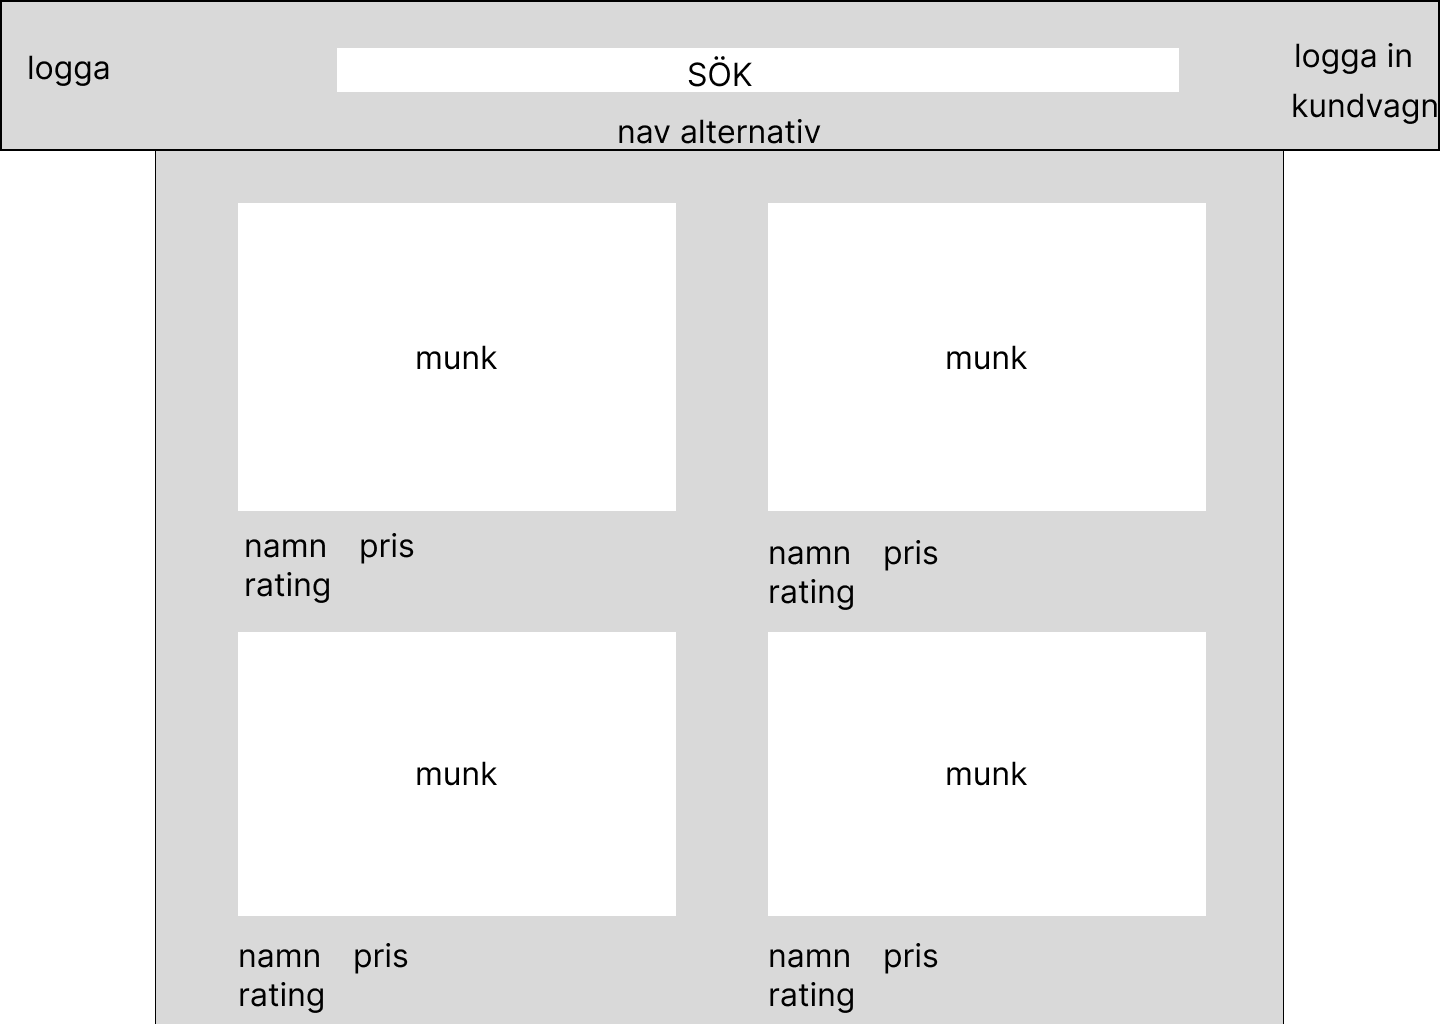 logga
SÖK
logga in
kundvagn
nav alternativ
munk
munk
namn pris
rating
namn pris
rating
munk
munk
namn pris
rating
namn pris
rating